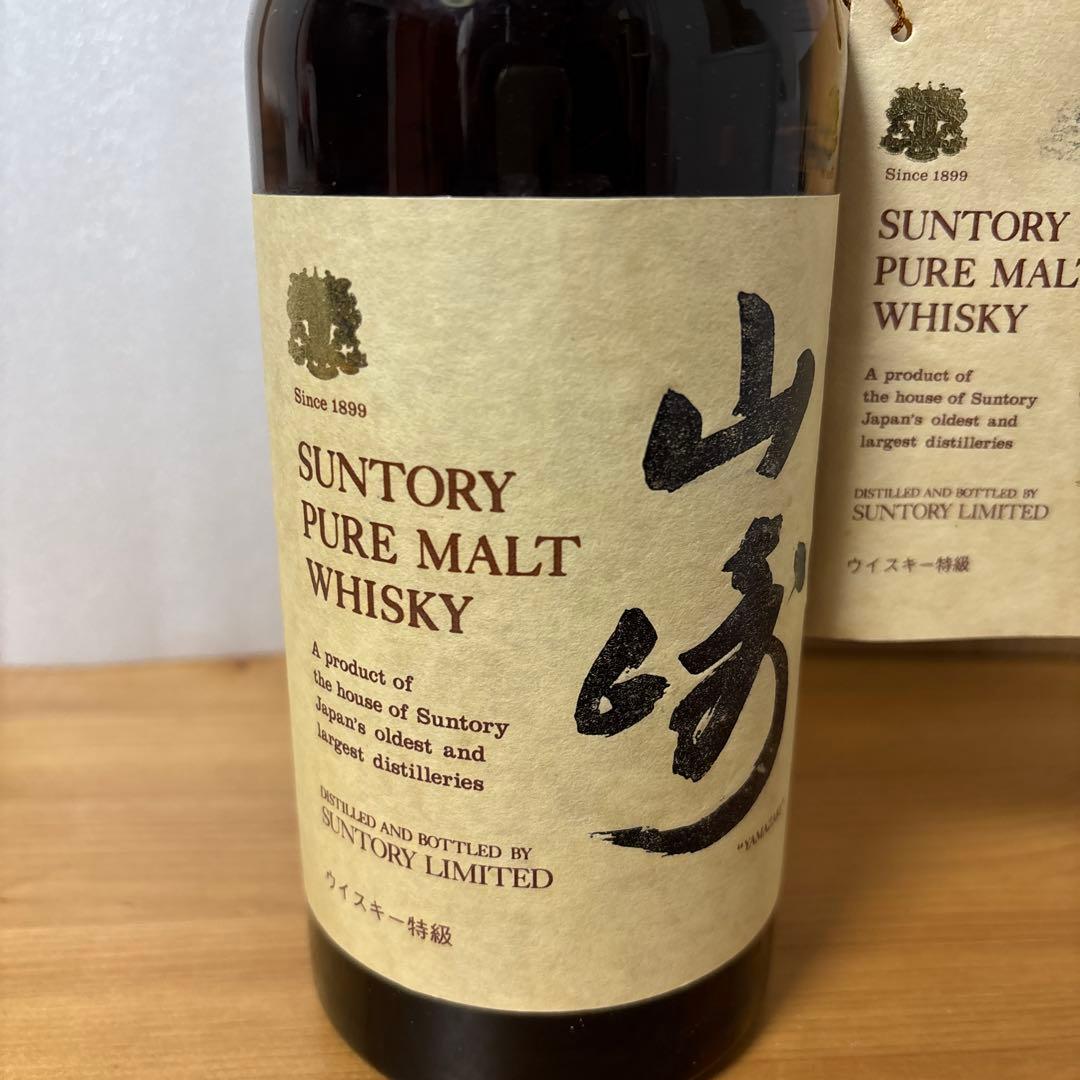 Since 1899
SUNTORY
PURE MALT
WHISKY
A product of
the house of Suntory
Japan's oldest and
largest distilleries
DISTILLED AND BOTTLED BY
SUNTORY LIMITED
ウイスキー特級
山崎
"YAMAZAKI"
Since 1899
SUNTORY
PURE MAL
WHISKY
A product of
the house of Suntory
Japan's oldest and
largest distilleries
DISTILLED AND BOTTLED BY
SUNTORY LIMITED
ウイスキー特級